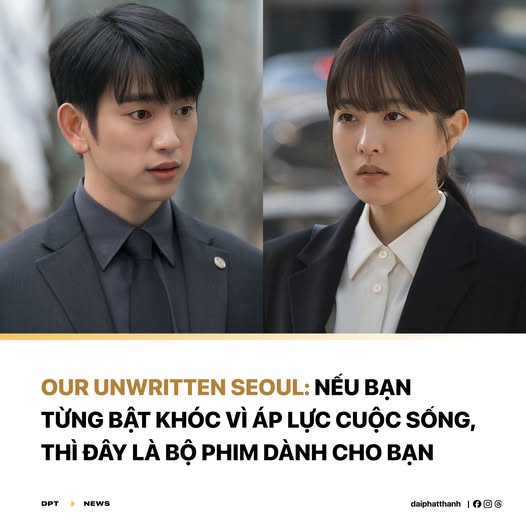 OUR UNWRITTEN SEOUL: NẾU BẠN
TỪNG BẬT KHÓC VÌ ÁP LỰC CUỘC SỐNG,
THÌ ĐÂY LÀ BỘ PHIM DÀNH CHO BẠN
DPT NEWS
daiphatthanh |